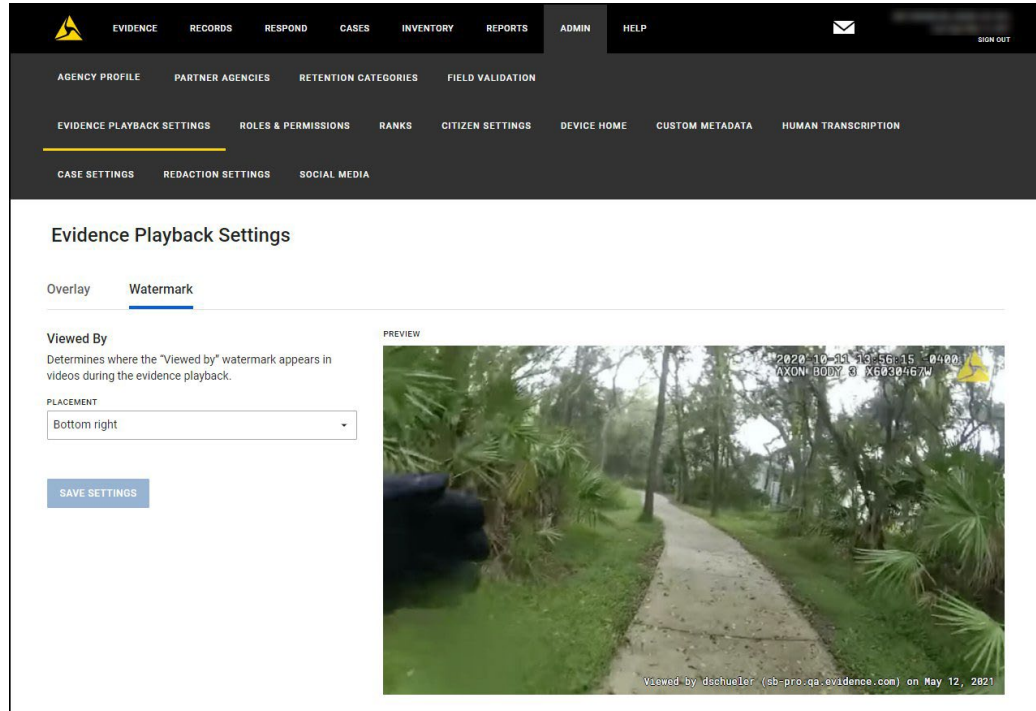 EVIDENCE RECORDS RESPOND CASES INVENTORY REPORTS ADMIN HELP
SIGN OUT
AGENCY PROFILE PARTNER AGENCIES RETENTION CATEGORIES FIELD VALIDATION
EVIDENCE PLAYBACK SETTINGS ROLES & PERMISSIONS RANKS CITIZEN SETTINGS DEVICE HOME CUSTOM METADATA HUMAN TRANSCRIPTION
CASE SETTINGS REDACTION SETTINGS SOCIAL MEDIA
Evidence Playback Settings
Overlay Watermark
Viewed By
Determines where the “Viewed by” watermark appears in
videos during the evidence playback.
PLACEMENT
Bottom right
SAVE SETTINGS
PREVIEW
2020-10-11 13:56:15 -0400
AXON BODY 3 X6030467W
Viewed by dschueler (sb-pro.qa.evidence.com) on May 12, 2021